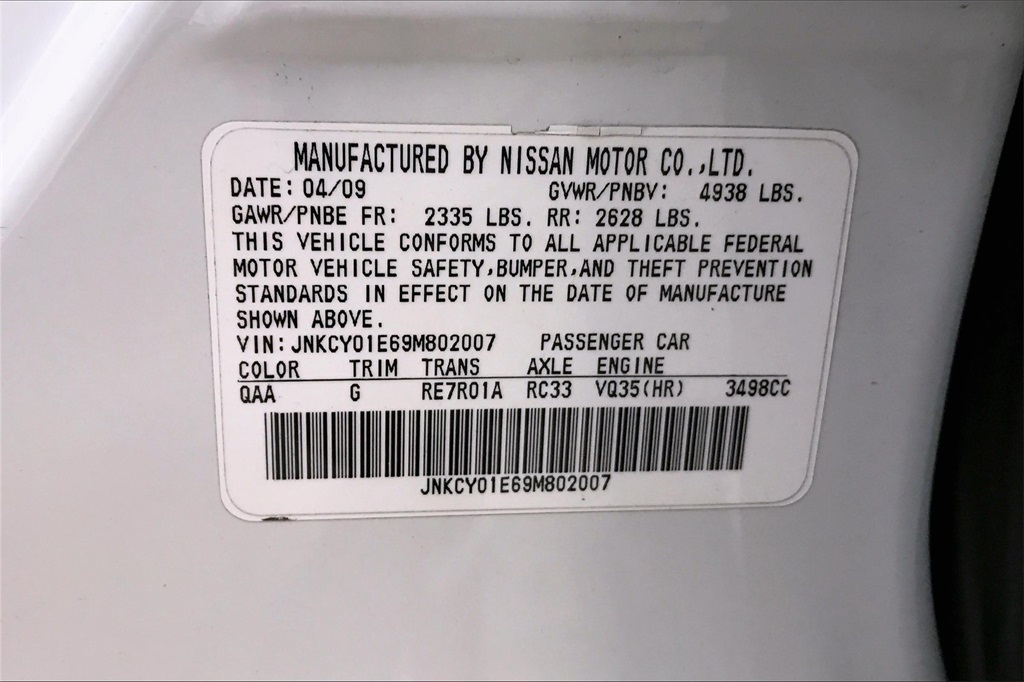 MANUFACTURED BY NISSAN MOTOR CO.,LTD.
DATE: 04/09 GVWR/PNBV: 4938 LBS.
GAWR/PNBE FR: 2335 LBS. RR: 2628 LBS.
THIS VEHICLE CONFORMS TO ALL APPLICABLE FEDERAL
MOTOR VEHICLE SAFETY,BUMPER,AND THEFT PREVENTION
STANDARDS IN EFFECT ON THE DATE OF MANUFACTURE
SHOWN ABOVE.
VIN: JNKCY01E69M802007 PASSENGER CAR
COLOR TRIM TRANS AXLE ENGINE
QAA G RE7R01A RC33 VQ35(HR) 3498CC
JNKCY01E69M802007